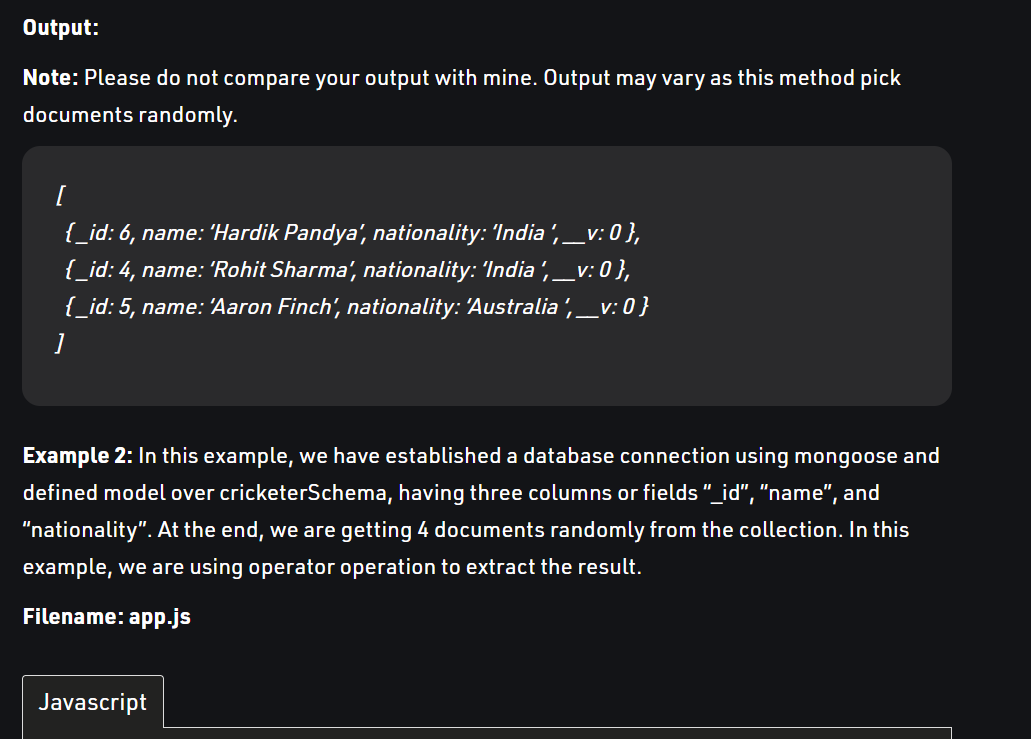 Output:
Note: Please do not compare your output with mine. Output may vary as this method pick
documents randomly.
[
{ _id: 6, name: ‘Hardik Pandya’, nationality: ‘India ‘, __v: 0 },
{ _id: 4, name: ‘Rohit Sharma’, nationality: ‘India ‘, __v: 0 },
{ _id: 5, name: ‘Aaron Finch’, nationality: ‘Australia ‘, __v: 0 }
]
Example 2: In this example, we have established a database connection using mongoose and
defined model over cricketerSchema, having three columns or fields “_id”, “name”, and
“nationality”. At the end, we are getting 4 documents randomly from the collection. In this
example, we are using operator operation to extract the result.
Filename: app.js
Javascript